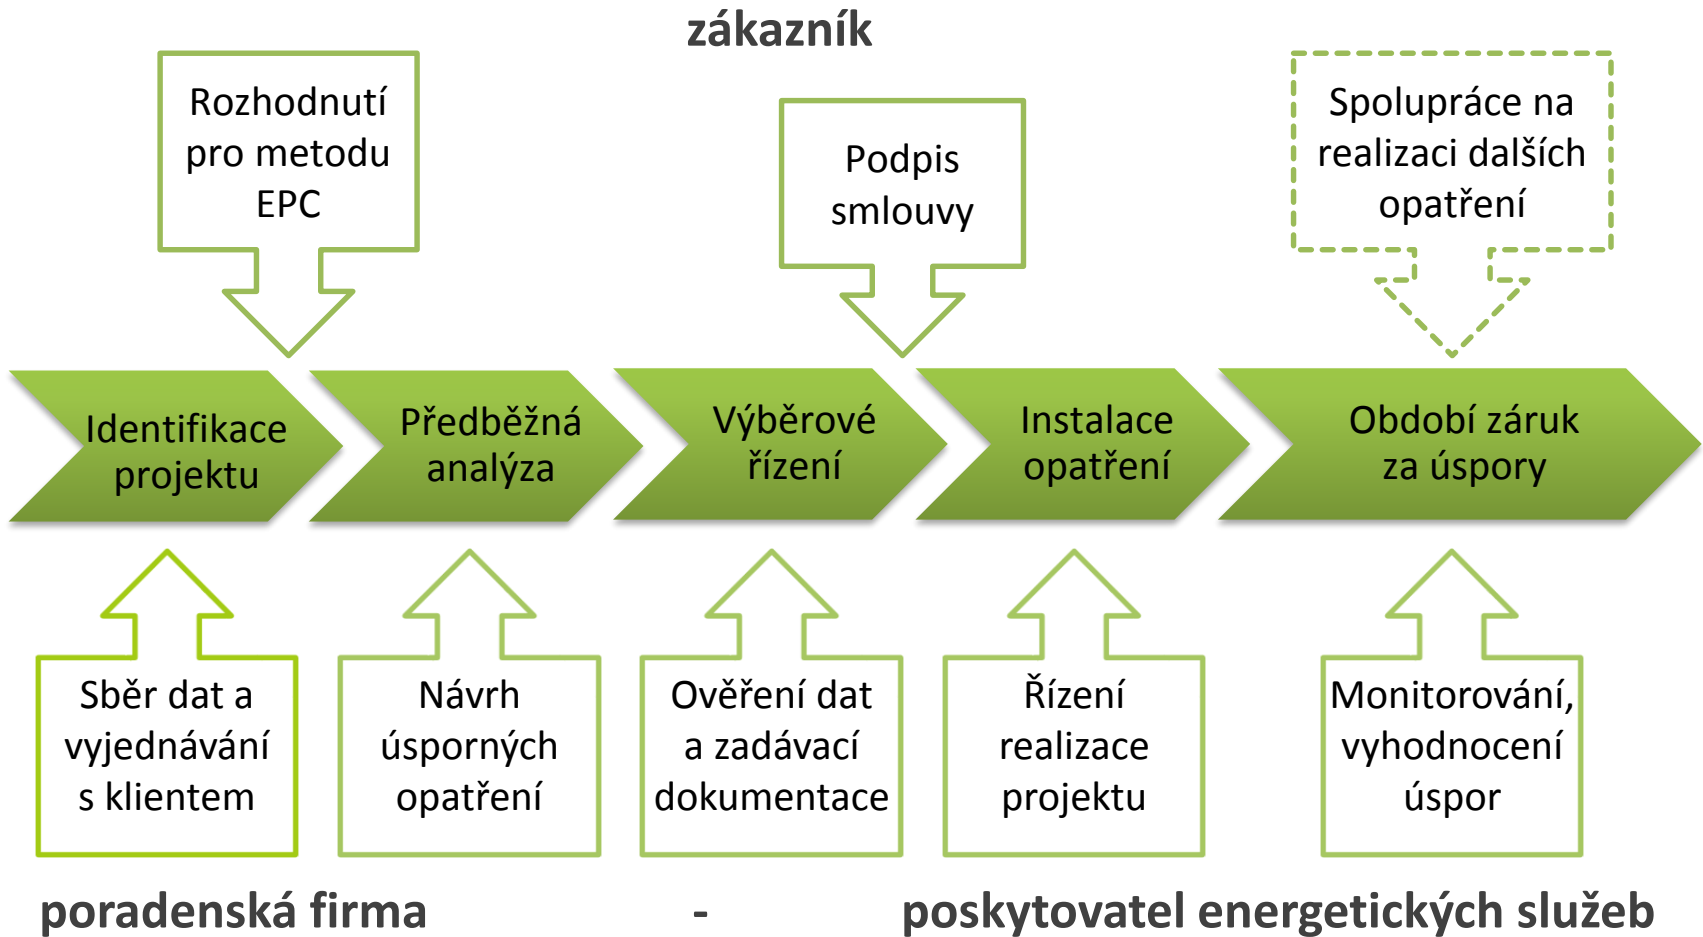 zákazník
Rozhodnutí
pro metodu
EPC
Podpis
smlouvy
Spolupráce na
realizaci dalších
opatření
Identifikace
projektu
Předběžná
analýza
Výběrové
řízení
Instalace
opatření
Období záruk
za úspory
Sběr dat a
vyjednávání
s klientem
Návrh
úsporných
opatření
Ověření dat
a zadávací
dokumentace
Řízení
realizace
projektu
Monitorování,
vyhodnocení
úspor
poradenská firma - poskytovatel energetických služeb